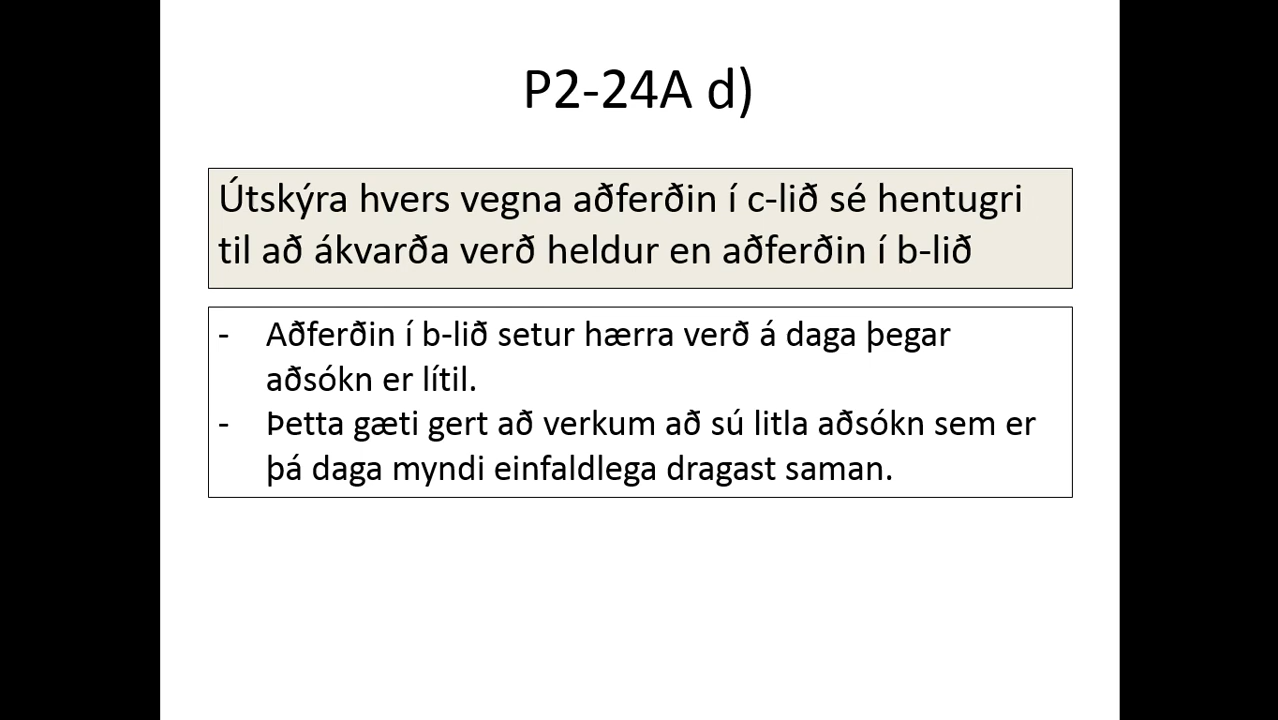 P2-24A d)
Útskýra hvers vegna aðferðin í c-lið sé hentugri
til að ákvarða verð heldur en aðferðin í b-lið
- Aðferðin í b-lið setur hærra verð á daga þegar
aðsókn er lítil.
- Þetta gæti gert að verkum að sú litla aðsókn sem er
þá daga myndi einfaldlega dragast saman.